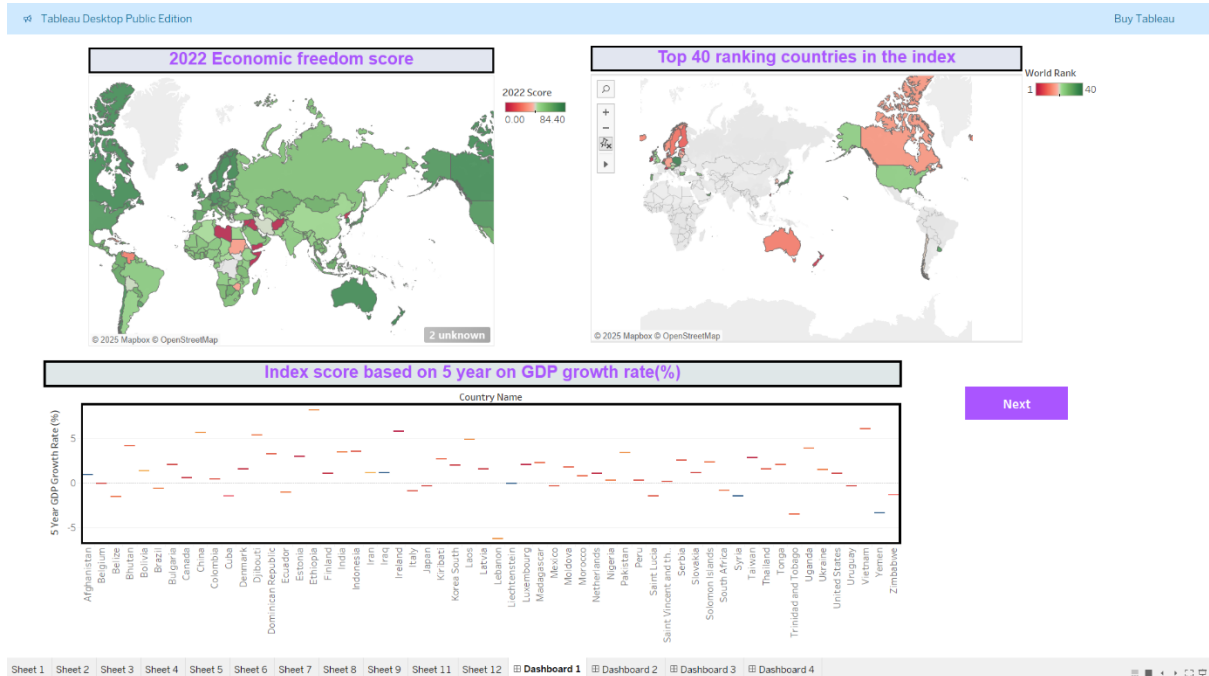 Tableau Desktop Public Edition
Buy Tableau
2022 Economic freedom score
Top 40 ranking countries in the index
2022 Score
0.00 84.40
World Rank
1 40
2 unknown
© 2025 Mapbox © OpenStreetMap
© 2025 Mapbox © OpenStreetMap
Index score based on 5 year on GDP growth rate(%)
Country Name
5 Year GDP Growth Rate (%)
5
0
-5
Afghanistan
Belgium
Belize
Bhutan
Bolivia
Brazil
Bulgaria
Canada
China
Colombia
Cuba
Denmark
Djibouti
Dominican Republic
Ecuador
Estonia
Ethiopia
Finland
India
Indonesia
Iran
Iraq
Ireland
Italy
Japan
Kiribati
Korea South
Laos
Latvia
Lebanon
Liechtenstein
Luxembourg
Madagascar
Mexico
Moldova
Morocco
Netherlands
Nigeria
Pakistan
Peru
Saint Lucia
Saint Vincent and th..
Serbia
Slovakia
Solomon Islands
South Africa
Syria
Taiwan
Thailand
Tonga
Trinidad and Tobago
Uganda
Ukrane
United States
Uruguay
Vietnam
Yemen
Zimbabwe
Next
Sheet 1 Sheet 2 Sheet 3 Sheet 4 Sheet 5 Sheet 6 Sheet 7 Sheet 8 Sheet 9 Sheet 11 Sheet 12 Dashboard 1 Dashboard 2 Dashboard 3 Dashboard 4